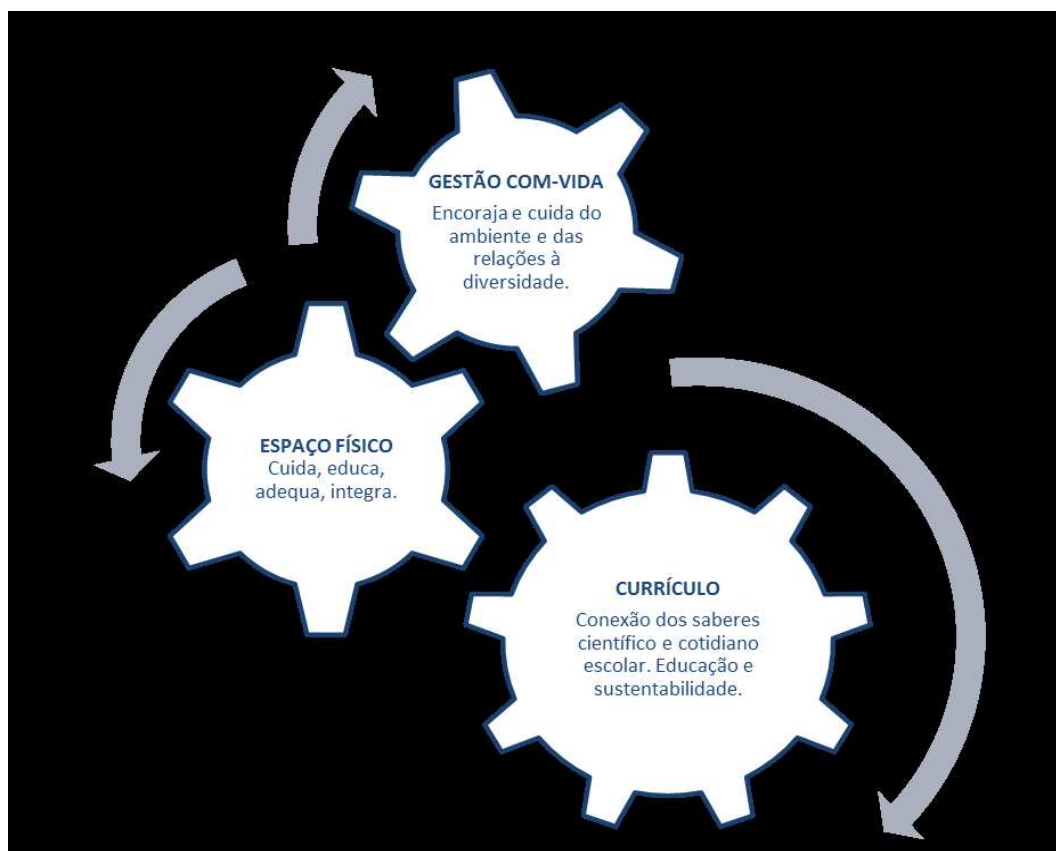 GESTÃO COM-VIDA
Encoraja e cuida do
ambiente e das
relações à
diversidade.
ESPAÇO FÍSICO
Cuida, educa,
adequa, integra.
CURRÍCULO
Conexão dos saberes
científico e cotidiano
escolar. Educação e
sustentabilidade.